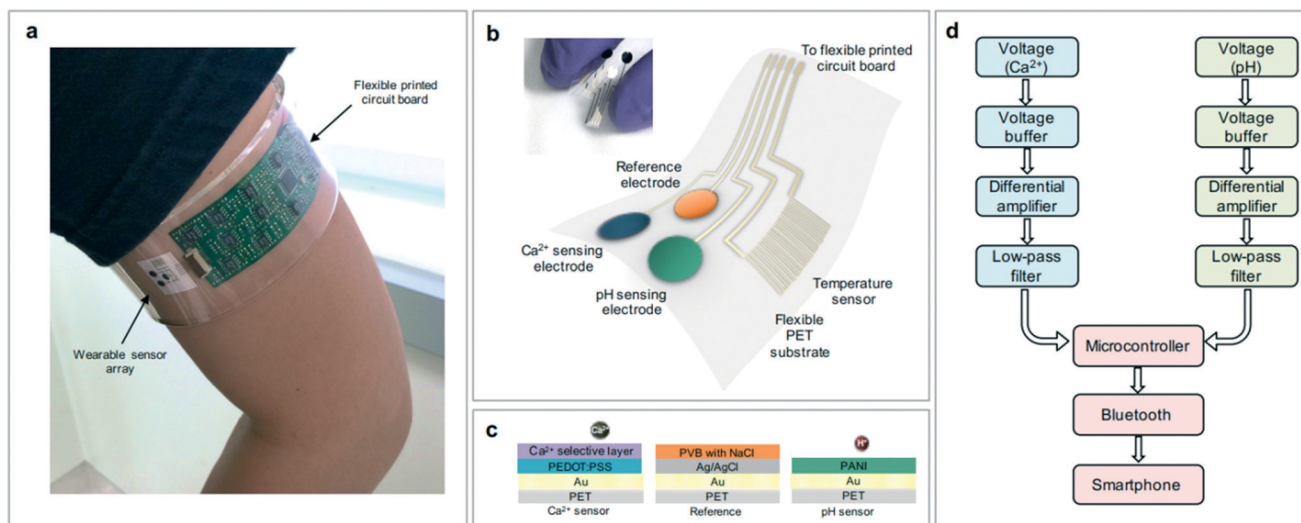 a
Flexible printed
circuit board
Wearable sensor
array
b
To flexible printed
circuit board
Reference
electrode
Ca²⁺ sensing
electrode
pH sensing
electrode
Temperature
sensor
Flexible
PET
substrate
c
Ca²⁺
Ca²⁺ selective layer
PEDOT:PSS
Au
PET
Ca²⁺ sensor
PVB with NaCl
Ag/AgCl
Au
PET
Reference
H⁺
PANI
Au
PET
pH sensor
d
Voltage
(Ca²⁺)
Voltage
buffer
Differential
amplifier
Low-pass
filter
Voltage
(pH)
Voltage
buffer
Differential
amplifier
Low-pass
filter
Microcontroller
Bluetooth
Smartphone